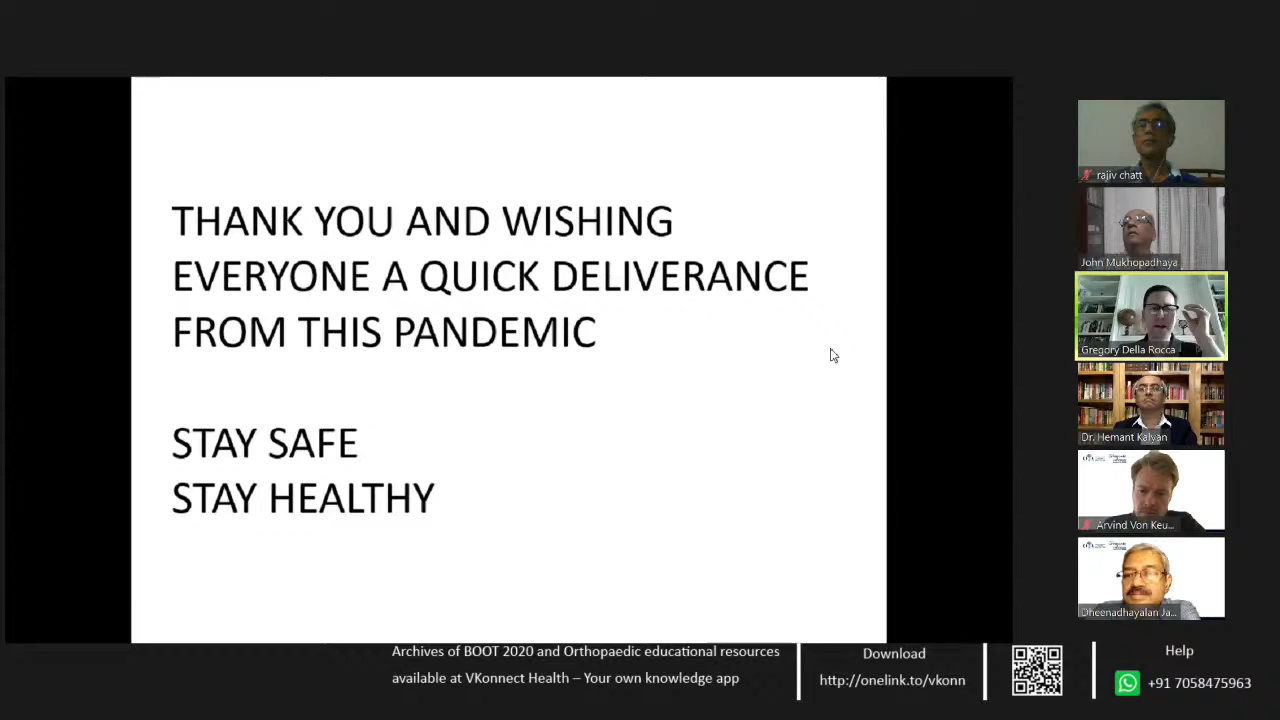 THANK YOU AND WISHING
EVERYONE A QUICK DELIVERANCE
FROM THIS PANDEMIC
STAY SAFE
STAY HEALTHY
rajiv chatt
John Mukhopadhaya
Gregory Della Rocca
Dr. Hemant Kalyan
Arvind Von Keu...
Dheenadhayalan Ja...
Archives of BOOT 2020 and Orthopaedic educational resources
available at VKonnect Health – Your own knowledge app
Download
http://onelink.to/vkonn
Help
+91 7058475963